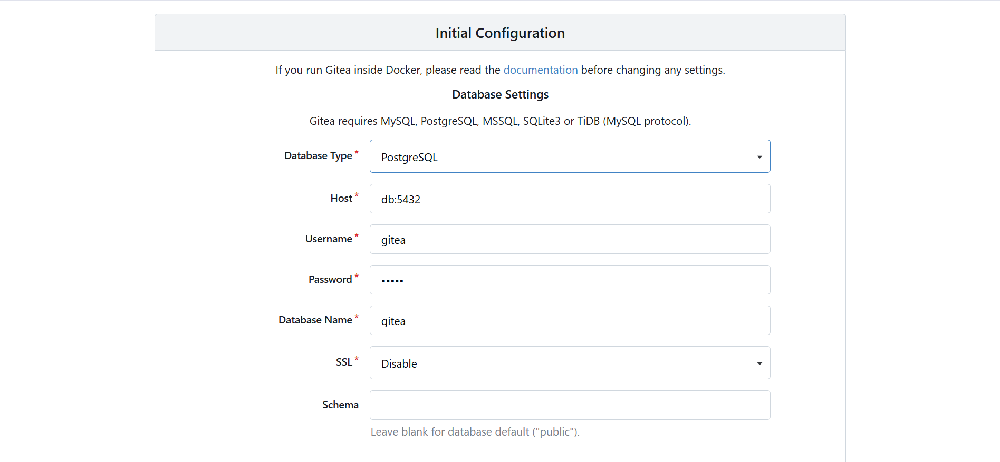 Initial Configuration
If you run Gitea inside Docker, please read the documentation before changing any settings.
Database Settings
Gitea requires MySQL, PostgreSQL, MSSQL, SQLite3 or TiDB (MySQL protocol).
Database Type *
PostgreSQL
Host *
db:5432
Username *
gitea
Password *
•••••
Database Name *
gitea
SSL *
Disable
Schema
Leave blank for database default ("public").